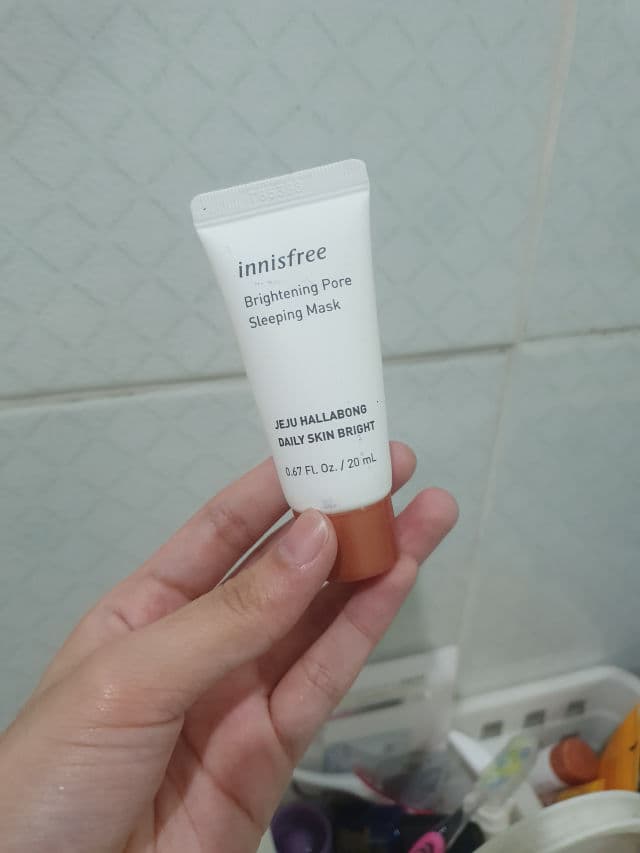 innisfree
Brightening Pore
Sleeping Mask
JEJU HALLABONG
DAILY SKIN BRIGHT
0.67 Fl. Oz. / 20 mL